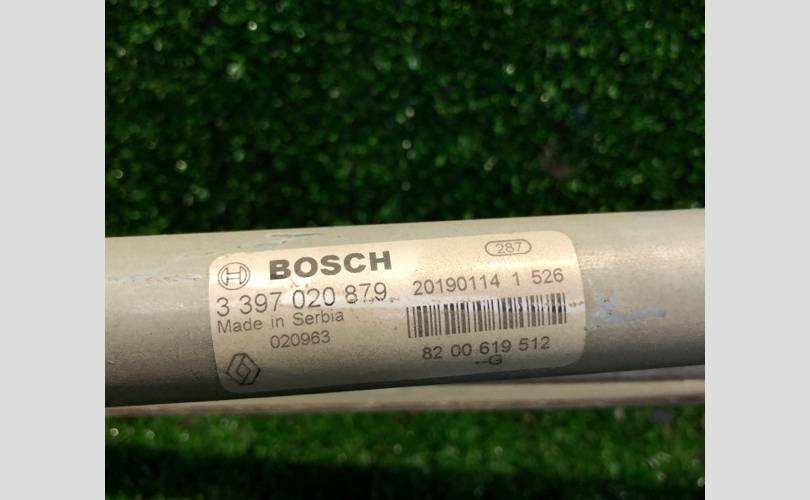 287
BOSCH
3 397 020 879
20190114 1 526
Made in Serbia
020963
82 00 619 512
--G